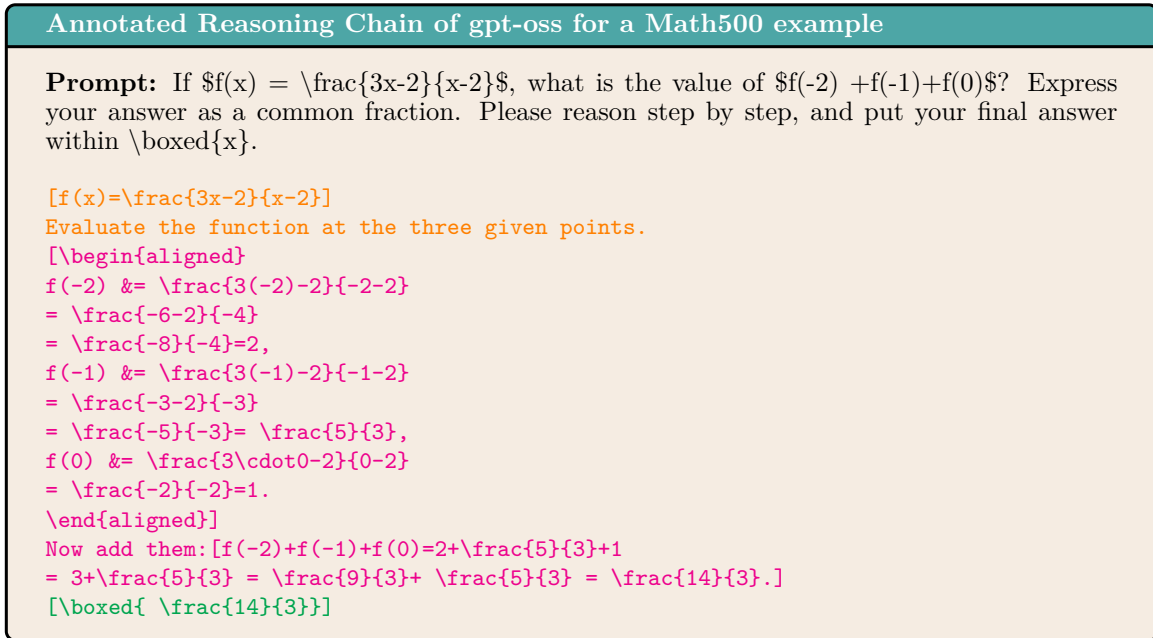 Annotated Reasoning Chain of gpt-oss for a Math500 example
Prompt: If $f(x) = \frac{3x-2}{x-2}$, what is the value of $f(-2) +f(-1)+f(0)$? Express
your answer as a common fraction. Please reason step by step, and put your final answer
within \boxed{x}.
[f(x)=\frac{3x-2}{x-2}]
Evaluate the function at the three given points.
[\begin{aligned}
f(-2) &= \frac{3(-2)-2}{-2-2}
= \frac{-6-2}{-4}
= \frac{-8}{-4}=2,
f(-1) &= \frac{3(-1)-2}{-1-2}
= \frac{-3-2}{-3}
= \frac{-5}{-3}= \frac{5}{3},
f(0) &= \frac{3\cdot0-2}{0-2}
= \frac{-2}{-2}=1.
\end{aligned}]
Now add them:[f(-2)+f(-1)+f(0)=2+\frac{5}{3}+1
= 3+\frac{5}{3} = \frac{9}{3}+ \frac{5}{3} = \frac{14}{3}.]
[\boxed{ \frac{14}{3}}]